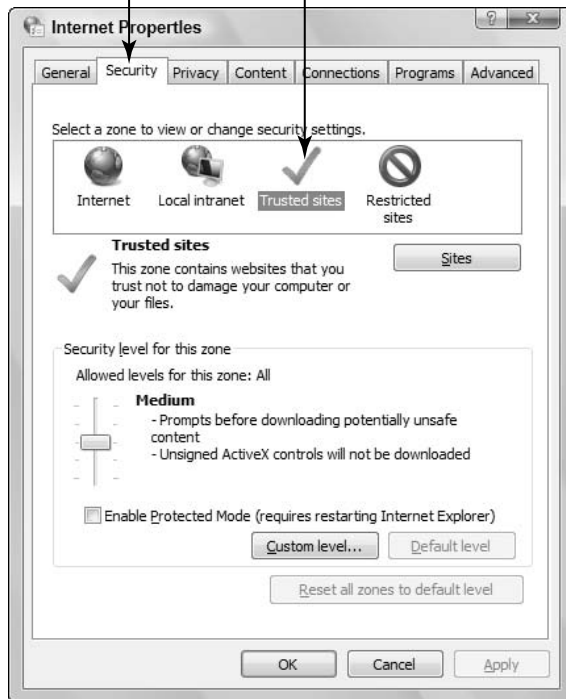 Internet Properties
General Security Privacy Content Connections Programs Advanced
Select a zone to view or change security settings.
Internet Local intranet Trusted sites Restricted sites
Trusted sites
This zone contains websites that you
trust not to damage your computer or
your files.
Sites
Security level for this zone
Allowed levels for this zone: All
Medium
- Prompts before downloading potentially unsafe
content
- Unsigned ActiveX controls will not be downloaded
Enable Protected Mode (requires restarting Internet Explorer)
Custom level... Default level
Reset all zones to default level
OK Cancel Apply